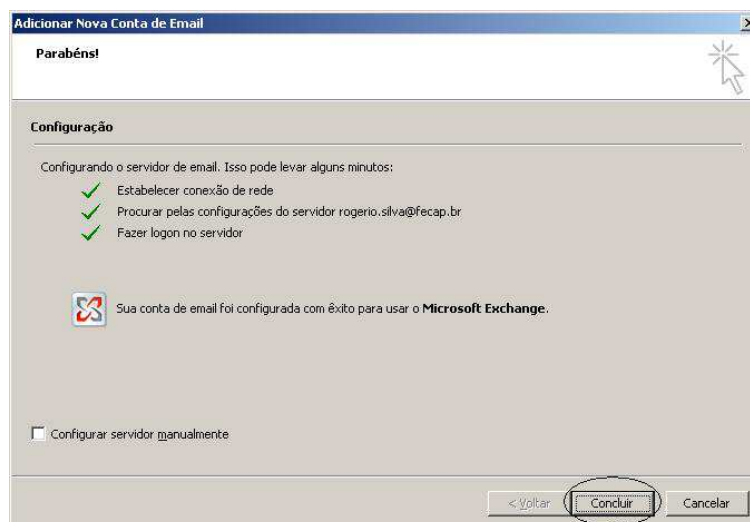 Adicionar Nova Conta de Email
Parabéns!
Configuração
Configurando o servidor de email. Isso pode levar alguns minutos:
Estabelecer conexão de rede
Procurar pelas configurações do servidor rogerio.silva@fecap.br
Fazer logon no servidor
Sua conta de email foi configurada com êxito para usar o Microsoft Exchange.
Configurar servidor manualmente
< Voltar Concluir Cancelar